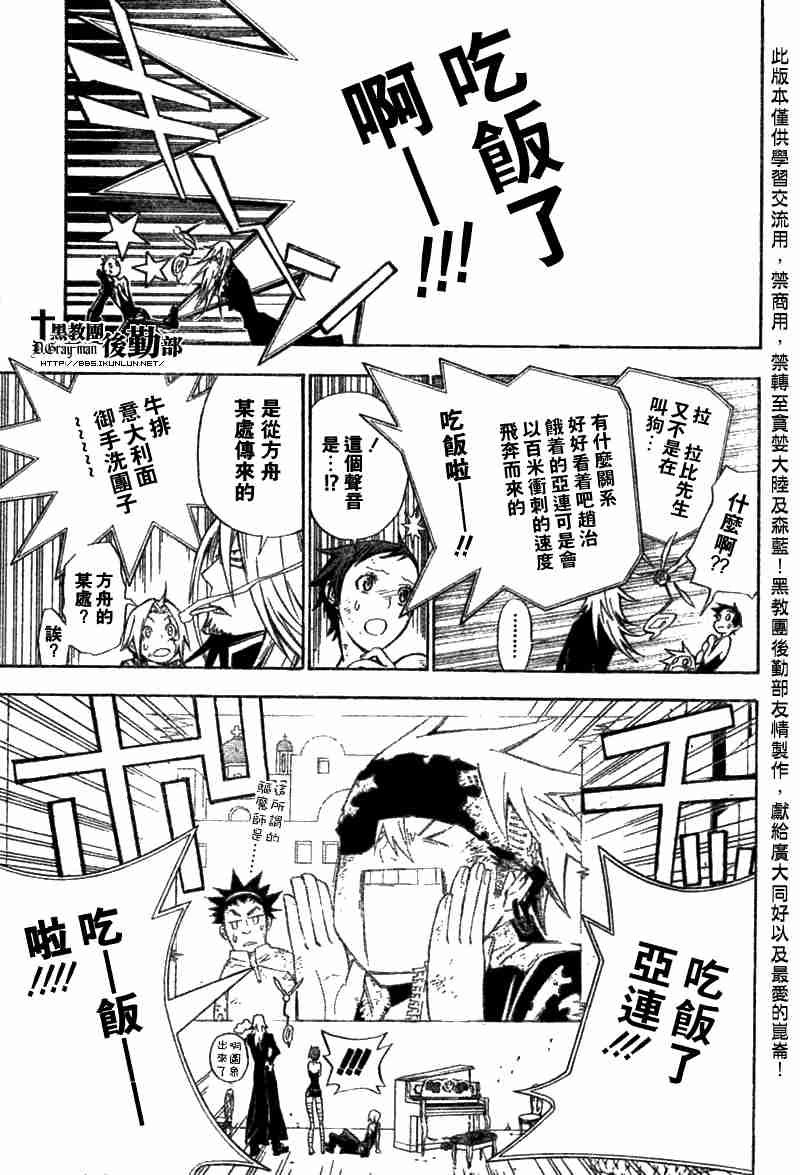 吃飯了
啊——!!!
黑教團
D.Gray-man 後勤部
HTTP://BBS.IKUNLUN.NET/
什麼啊??
拉 拉比先生
又不是在
叫狗…
有什麼關系
好好看着吧趙治
餓着的亞連可是會
以百米衝刺的速度
飛奔而來的
吃飯啦——!!
………
!
這個聲音
是…!?
是從方舟
某處傳來的
牛排
意大利面
御手洗團子
~~~~~
方舟的
某處?
誒?
吃飯了
亞連!!!
這所謂的
驅魔師是……
吃—飯——
啦!!!!
!!!!
啊圖象
出來了
此版本僅供學習交流用，禁商用，禁轉至貪婪大陸及森藍！黑教團後勤部友情製作，獻給廣大同好以及最愛的崑崙！